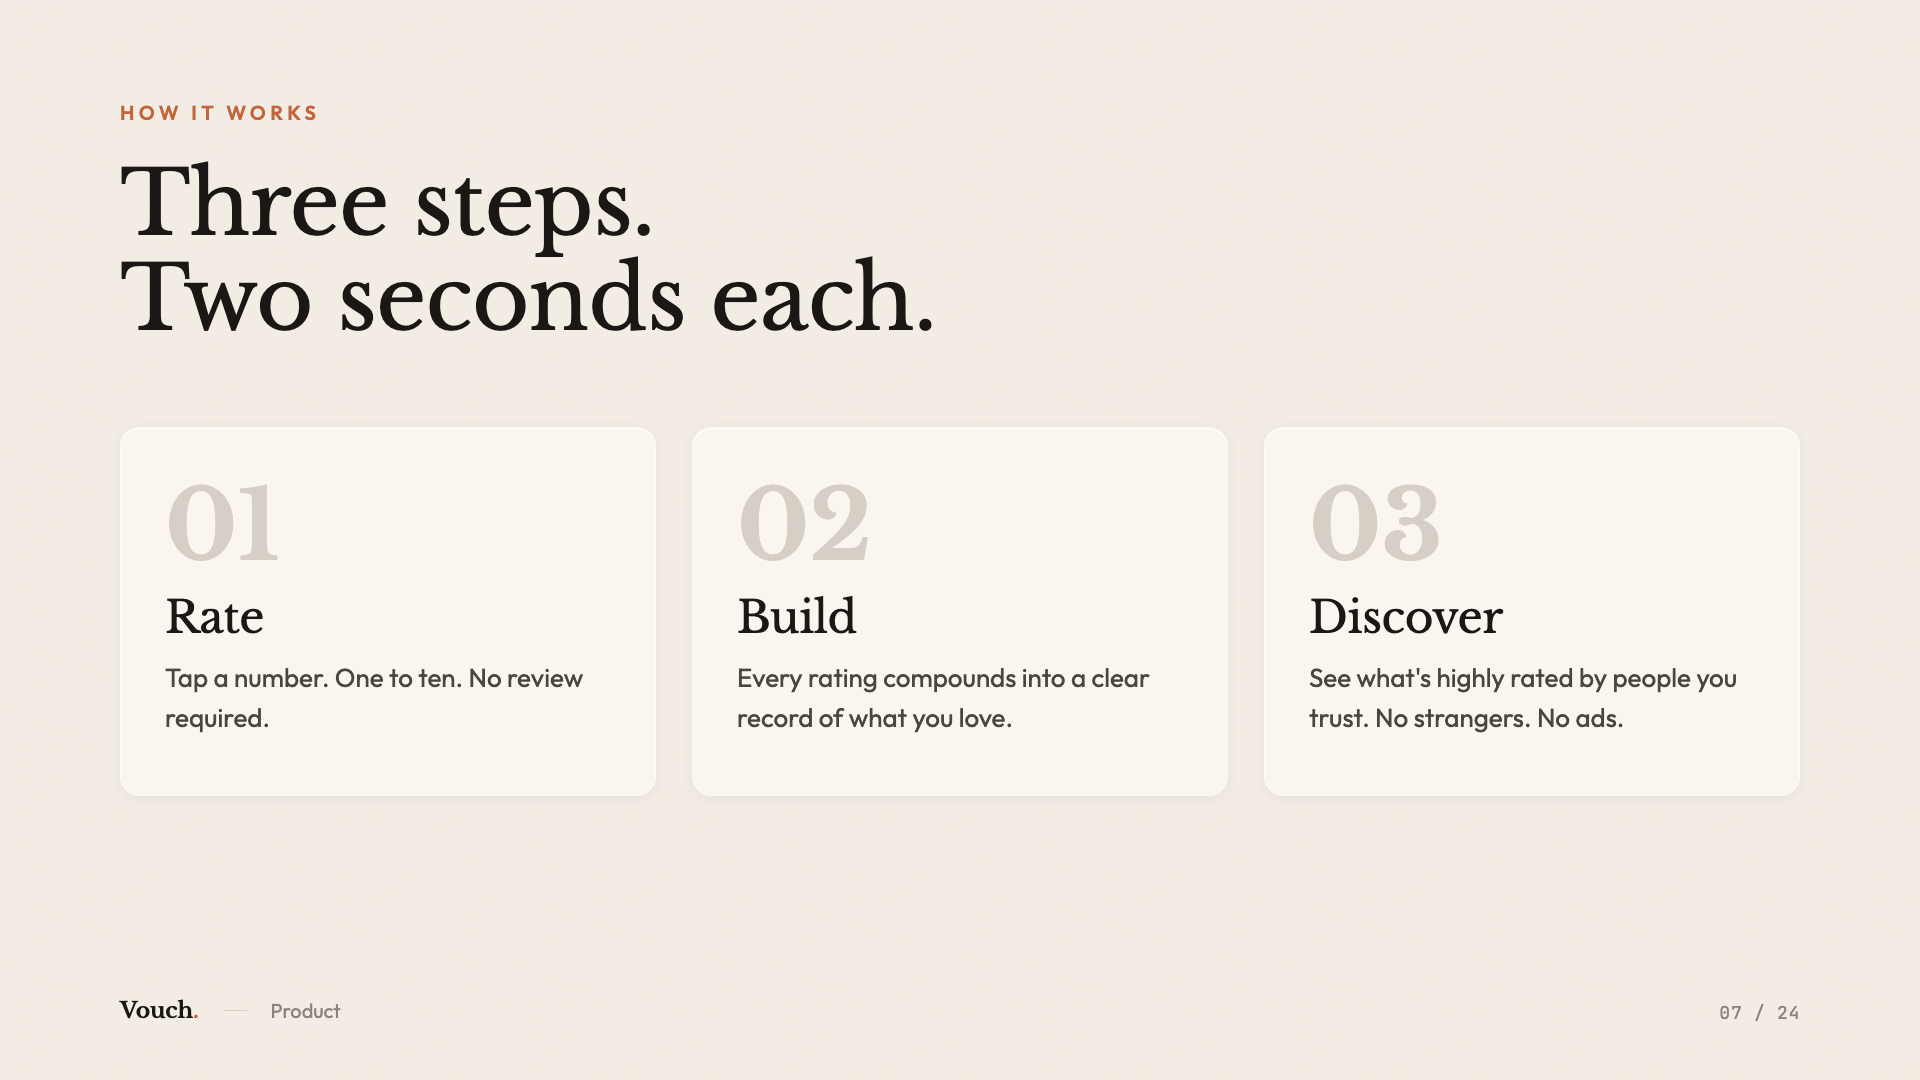 HOW IT WORKS
Three steps.
Two seconds each.
01
Rate
Tap a number. One to ten. No review
required.
02
Build
Every rating compounds into a clear
record of what you love.
03
Discover
See what's highly rated by people you
trust. No strangers. No ads.
Vouch. — Product
07 / 24